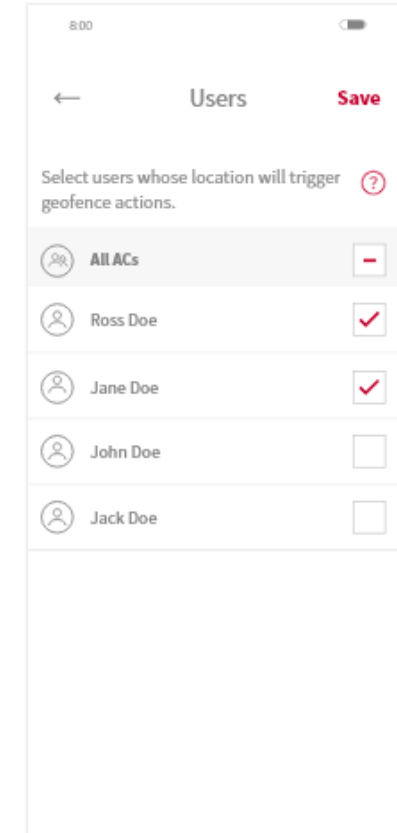 8:00
Users
Save
Select users whose location will trigger
geofence actions.
?
All ACs
Ross Doe
Jane Doe
John Doe
Jack Doe